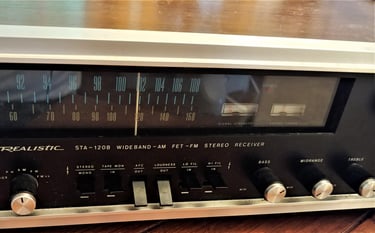 92 94 96 98 100 102 104 106 108
60 70 80 100 120 140 160
REALISTIC STA-120B WIDEBAND-AM FET-FM STEREO RECEIVER
STEREO TAPE MON AFC LOUDNESS LO FIL HI FIL
MONO IN OUT OUT IN IN
BASS MIDRANGE TREBLE